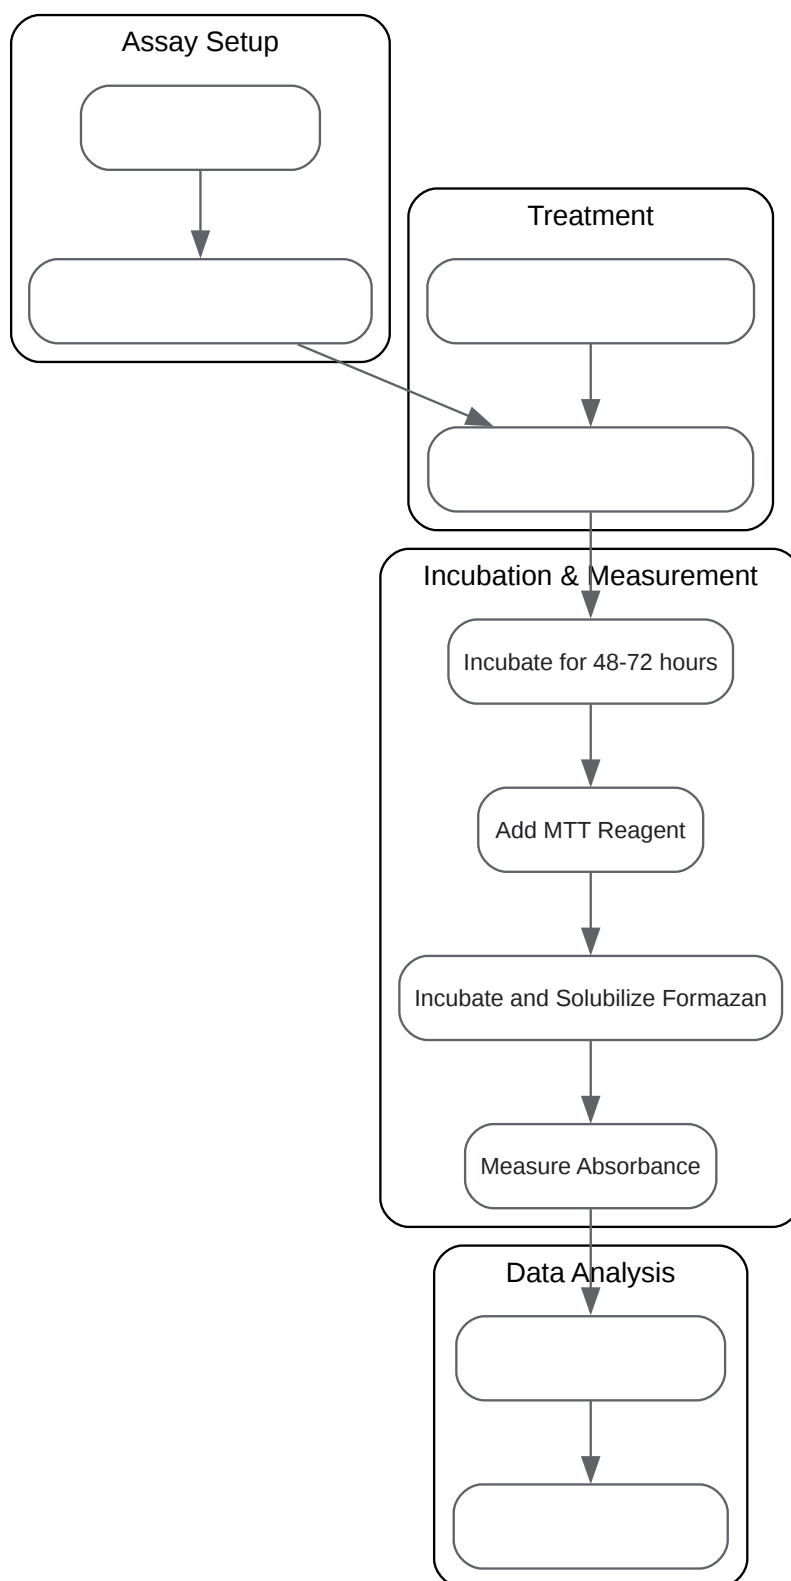 Assay Setup
Treatment
Incubation & Measurement
Incubate for 48-72 hours
Add MTT Reagent
Incubate and Solubilize Formazan
Measure Absorbance
Data Analysis